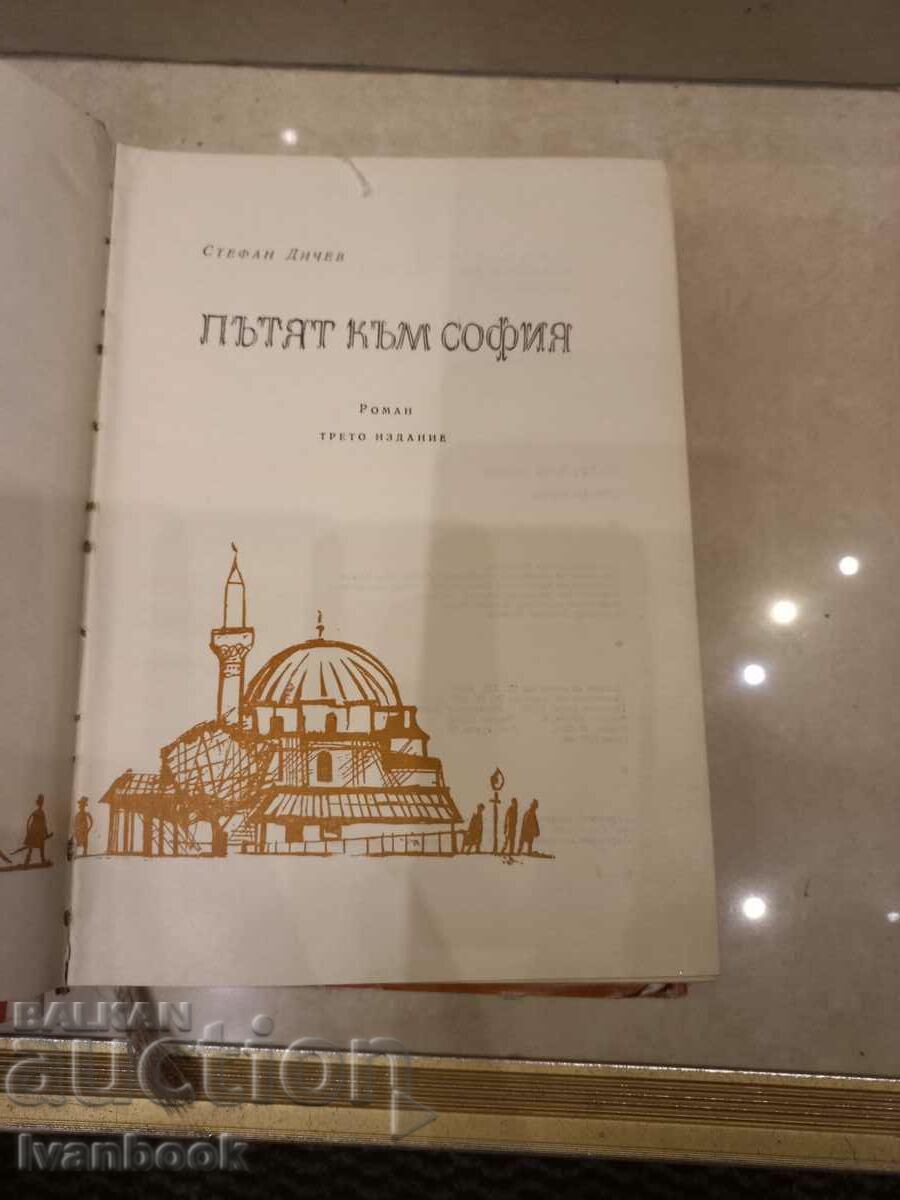 Стефан Дичев
ПЪТЯТ КЪМ СОФИЯ
Роман
ТРЕТО ИЗДАНИЕ
BALKAN
auction
Ivanbook